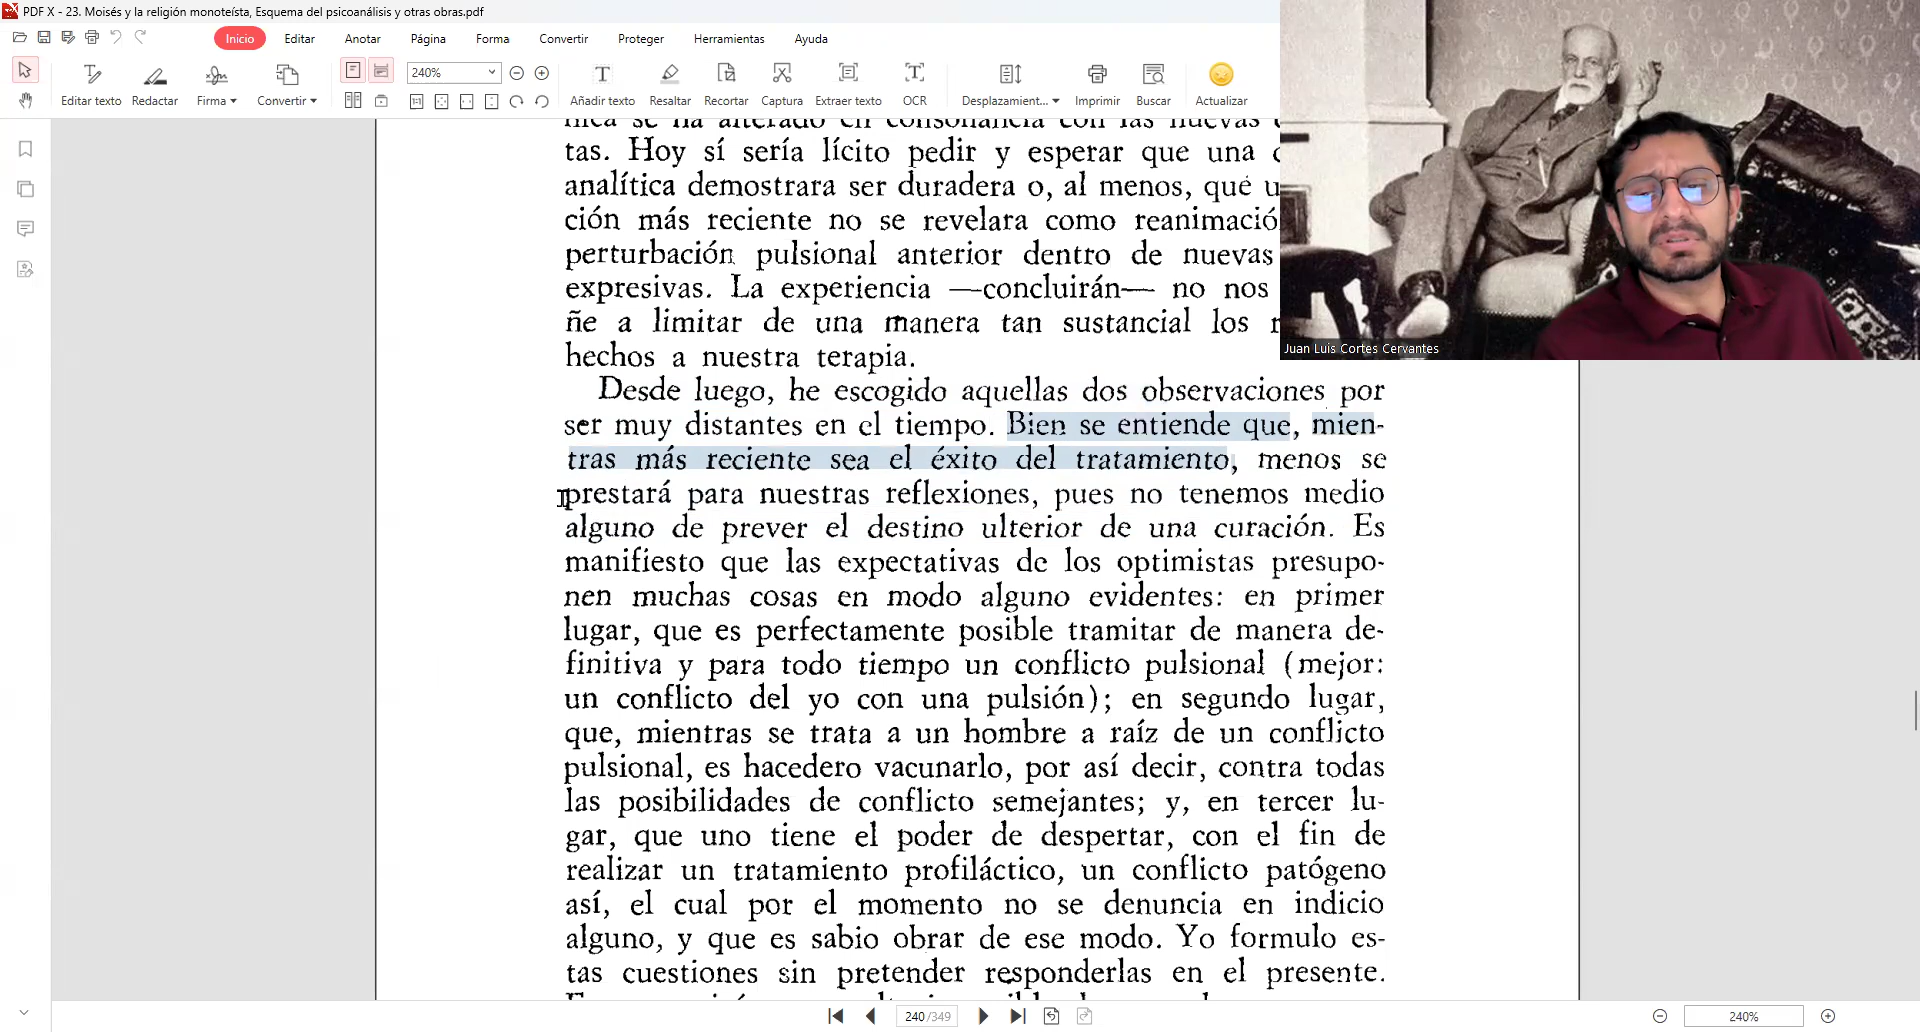 PDF X - 23. Moisés y la religión monoteísta, Esquema del psicoanálisis y otras obras.pdf
Inicio Editar Anotar Página Forma Convertir Proteger Herramientas Ayuda
240%
Editar texto Redactar Firma Convertir Añadir texto Resaltar Recortar Captura Extraer texto OCR Desplazamient... Imprimir Buscar Actualizar
nica se ha alterado en consonancia con las nuevas
tas. Hoy sí sería lícito pedir y esperar que una
analítica demostrara ser duradera o, al menos, que u
ción más reciente no se revelara como reanimació
perturbación pulsional anterior dentro de nuevas
expresivas. La experiencia —concluirán— no nos
ñe a limitar de una manera tan sustancial los
hechos a nuestra terapia.
Desde luego, he escogido aquellas dos observaciones por
ser muy distantes en el tiempo. Bien se entiende que, mien-
tras más reciente sea el éxito del tratamiento, menos se
prestará para nuestras reflexiones, pues no tenemos medio
alguno de prever el destino ulterior de una curación. Es
manifiesto que las expectativas de los optimistas presupo-
nen muchas cosas en modo alguno evidentes: en primer
lugar, que es perfectamente posible tramitar de manera de-
finitiva y para todo tiempo un conflicto pulsional (mejor:
un conflicto del yo con una pulsión); en segundo lugar,
que, mientras se trata a un hombre a raíz de un conflicto
pulsional, es hacedero vacunarlo, por así decir, contra todas
las posibilidades de conflicto semejantes; y, en tercer lu-
gar, que uno tiene el poder de despertar, con el fin de
realizar un tratamiento profiláctico, un conflicto patógeno
así, el cual por el momento no se denuncia en indicio
alguno, y que es sabio obrar de ese modo. Yo formulo es-
tas cuestiones sin pretender responderlas en el presente.
Juan Luis Cortes Cervantes
240 /349
240%